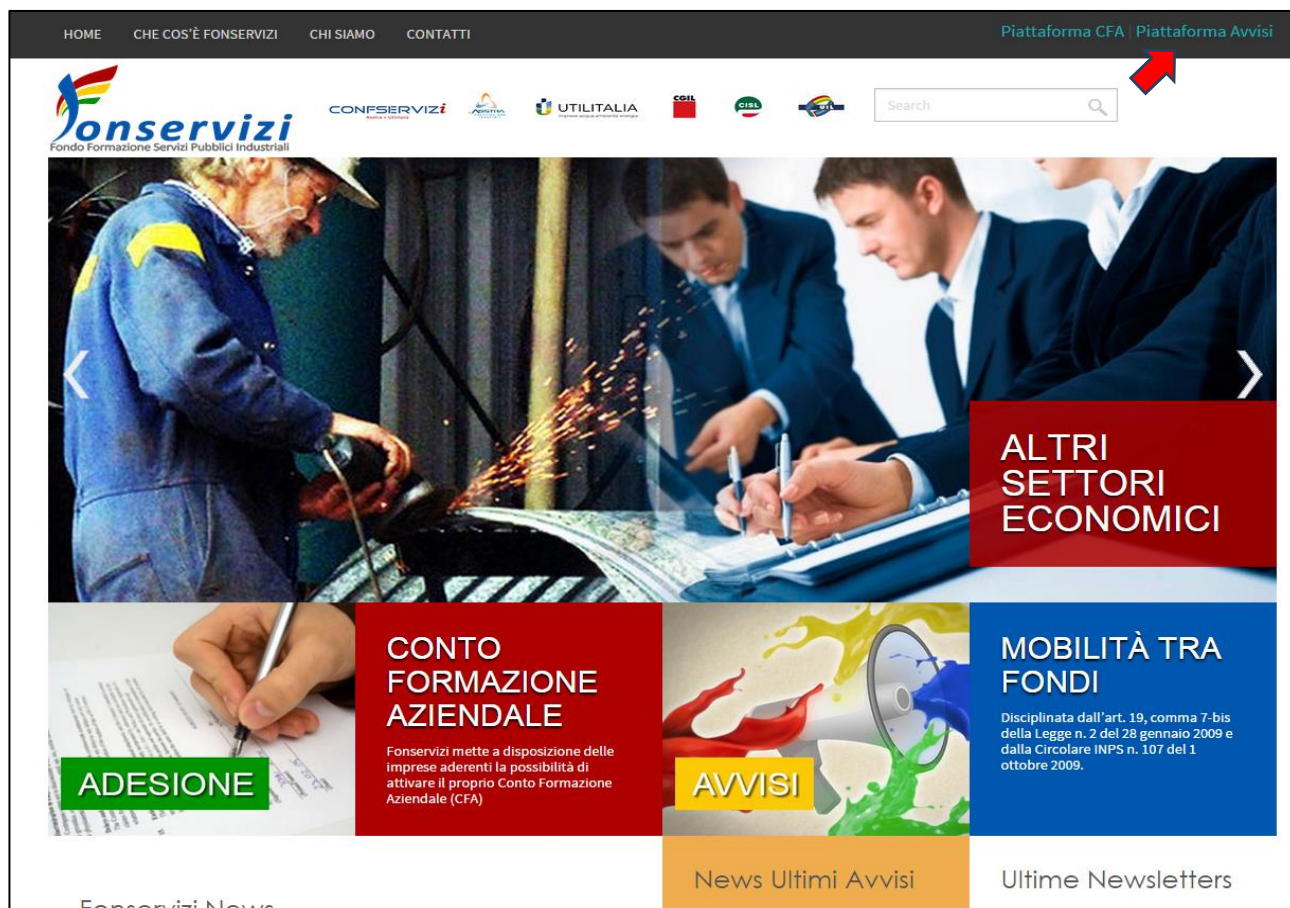 HOME CHE COS'È FONSERVIZI CHI SIAMO CONTATTI
Piattaforma CFA | Piattaforma Avvisi
Fonservizi
Fondo Formazione Servizi Pubblici Industriali
CONFSERVIZI
UTILITALIA
CGIL
CISL
UIL
Search
ALTRI
SETTORI
ECONOMICI
ADESIONE
CONTO
FORMAZIONE
AZIENDALE
Fonservizi mette a disposizione delle
imprese aderenti la possibilità di
attivare il proprio Conto Formazione
Aziendale (CFA)
AVVISI
MOBILITÀ TRA
FONDI
Disciplinata dall'art. 19, comma 7-bis
della Legge n. 2 del 28 gennaio 2009 e
dalla Circolare INPS n. 107 del 1
ottobre 2009.
Fonservizi News
News Ultimi Avvisi
Ultime Newsletters